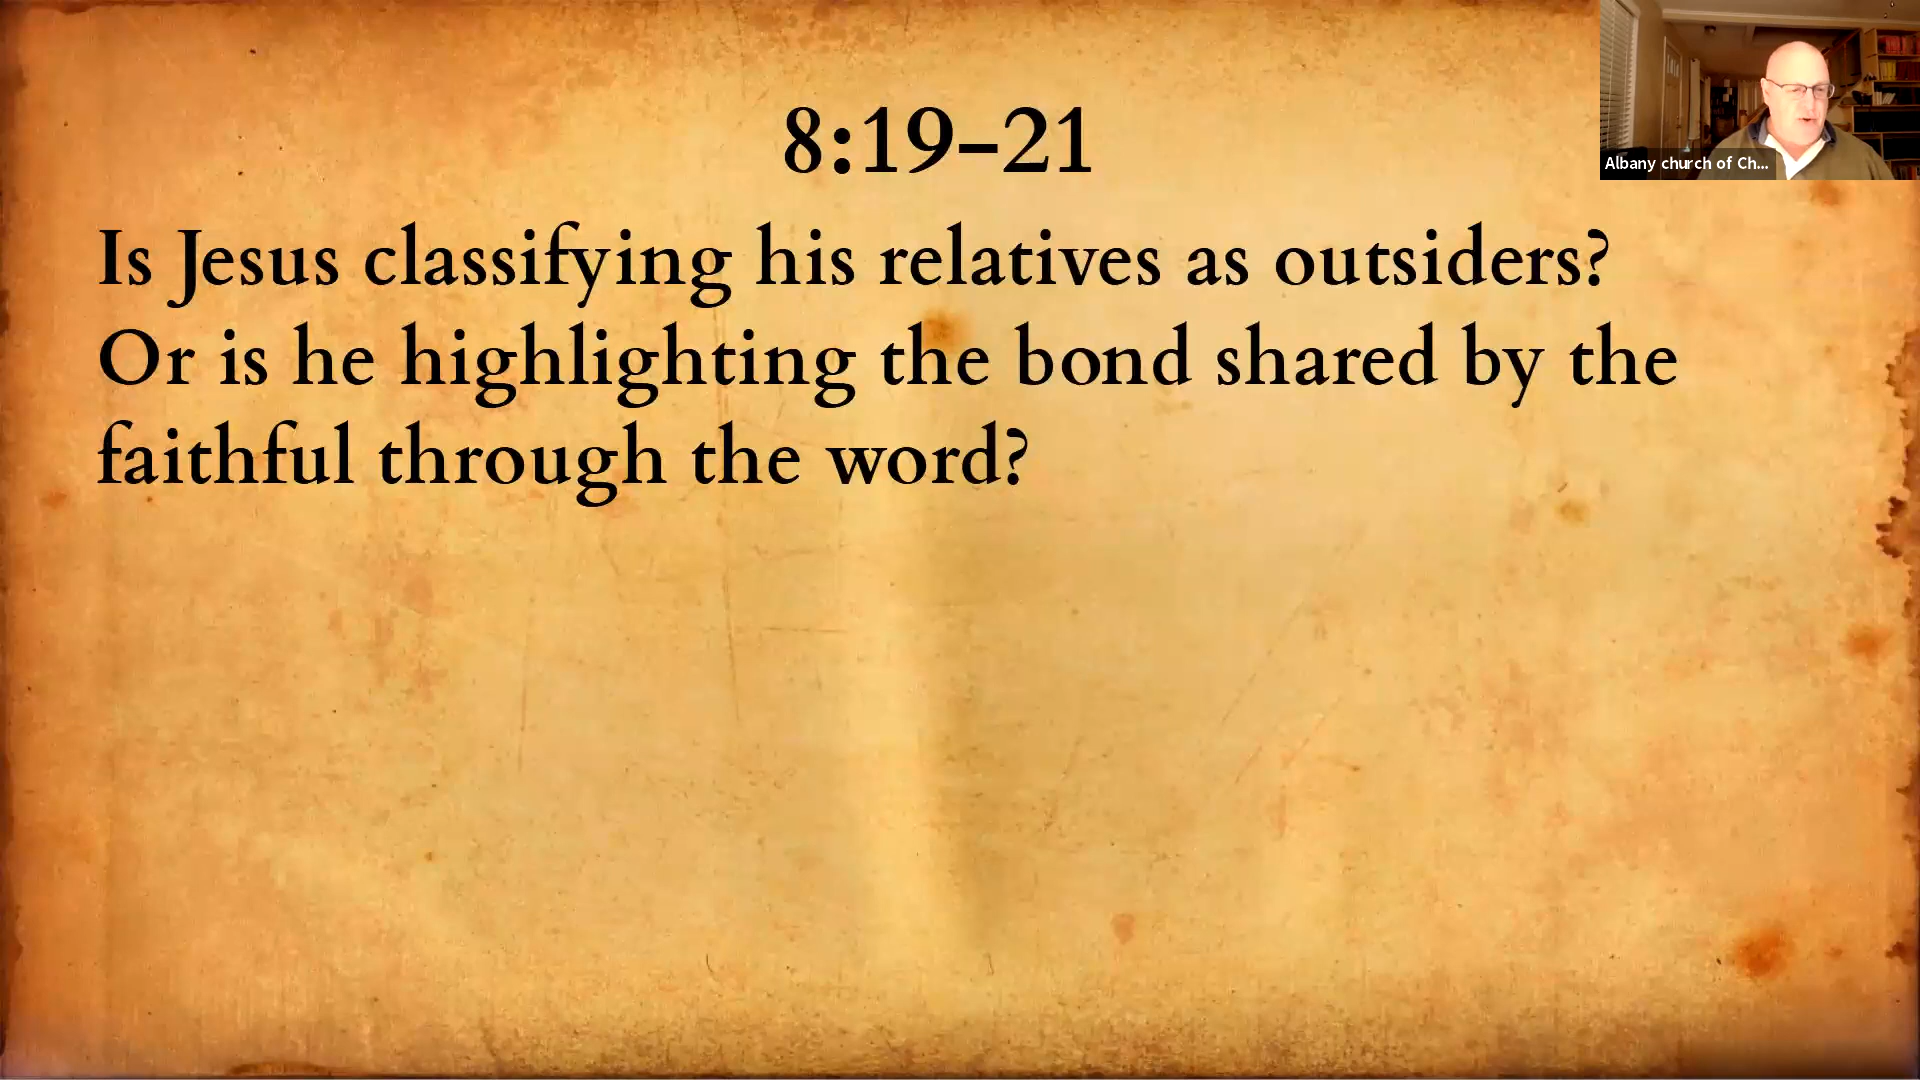 8:19–21
Is Jesus classifying his relatives as outsiders?
Or is he highlighting the bond shared by the
faithful through the word?
Albany church of Ch...